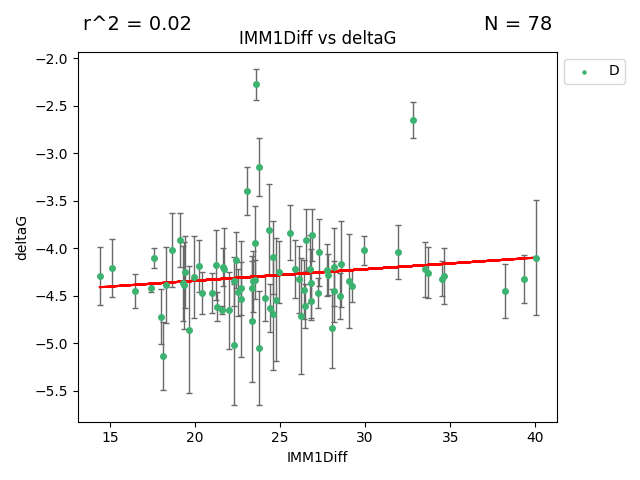 r^2 = 0.02
N = 78
IMM1Diff vs deltaG
D
deltaG
−2.0
−2.5
−3.0
−3.5
−4.0
−4.5
−5.0
−5.5
15 20 25 30 35 40
IMM1Diff